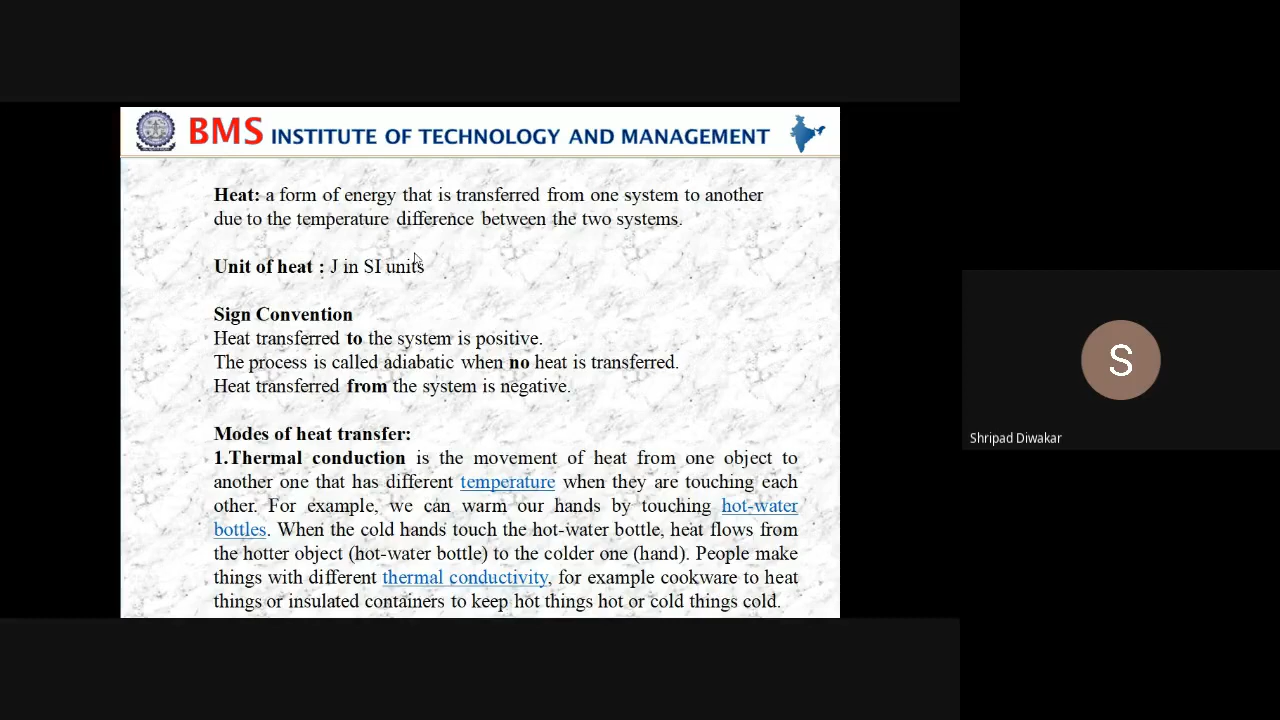 BMS INSTITUTE OF TECHNOLOGY AND MANAGEMENT
Heat: a form of energy that is transferred from one system to another
due to the temperature difference between the two systems.
Unit of heat : J in SI units
Sign Convention
Heat transferred to the system is positive.
The process is called adiabatic when no heat is transferred.
Heat transferred from the system is negative.
Modes of heat transfer:
1.Thermal conduction is the movement of heat from one object to
another one that has different temperature when they are touching each
other. For example, we can warm our hands by touching hot-water
bottles. When the cold hands touch the hot-water bottle, heat flows from
the hotter object (hot-water bottle) to the colder one (hand). People make
things with different thermal conductivity, for example cookware to heat
things or insulated containers to keep hot things hot or cold things cold.
S
Shripad Diwakar